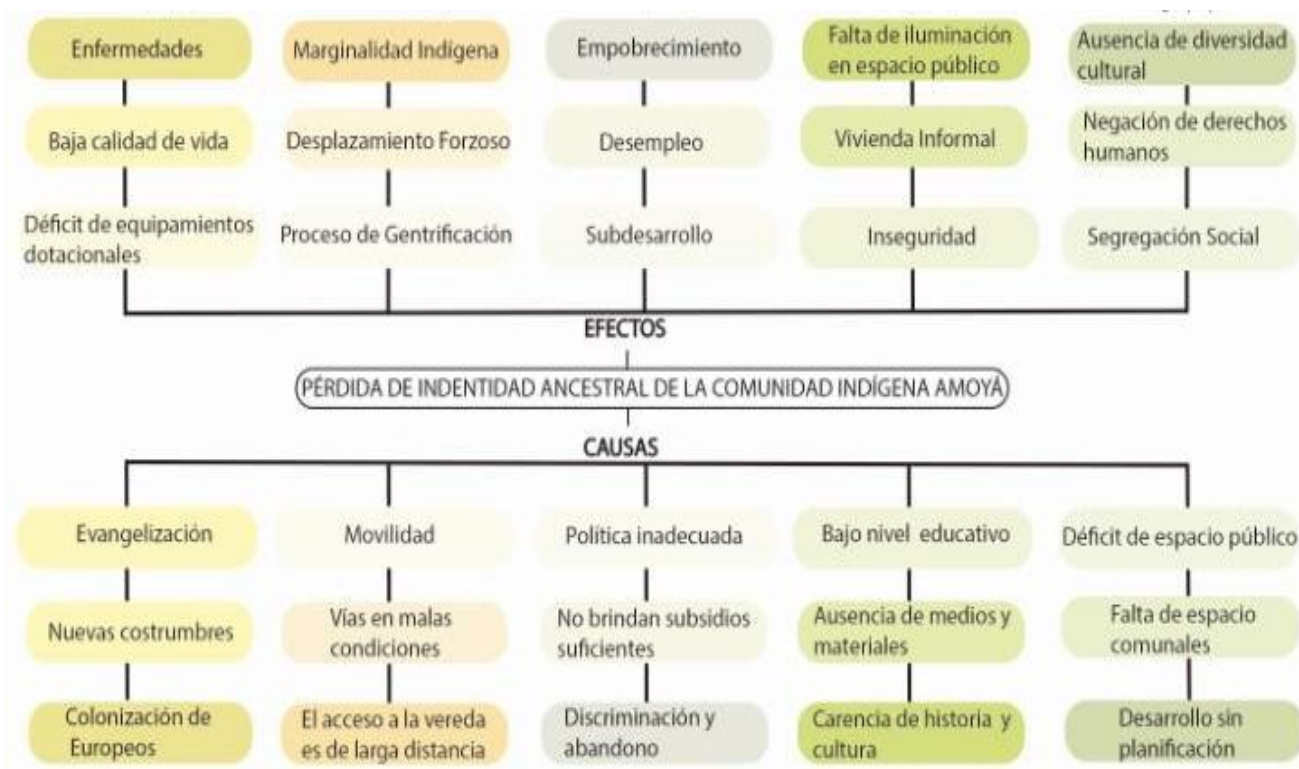 Enfermedades
Marginalidad Indígena
Empobrecimiento
Falta de iluminación
en espacio público
Ausencia de diversidad
cultural
Baja calidad de vida
Desplazamiento Forzoso
Desempleo
Vivienda Informal
Negación de derechos
humanos
Déficit de equipamientos
dotacionales
Proceso de Gentrificación
Subdesarrollo
Inseguridad
Segregación Social
EFECTOS
PÉRDIDA DE INDENTIDAD ANCESTRAL DE LA COMUNIDAD INDÍGENA AMOYÁ
CAUSAS
Evangelización
Movilidad
Política inadecuada
Bajo nivel educativo
Déficit de espacio público
Nuevas costrumbres
Vías en malas
condiciones
No brindan subsidios
suficientes
Ausencia de medios y
materiales
Falta de espacio
comunales
Colonización de
Europeos
El acceso a la vereda
es de larga distancia
Discriminación y
abandono
Carencia de historia y
cultura
Desarrollo sin
planificación